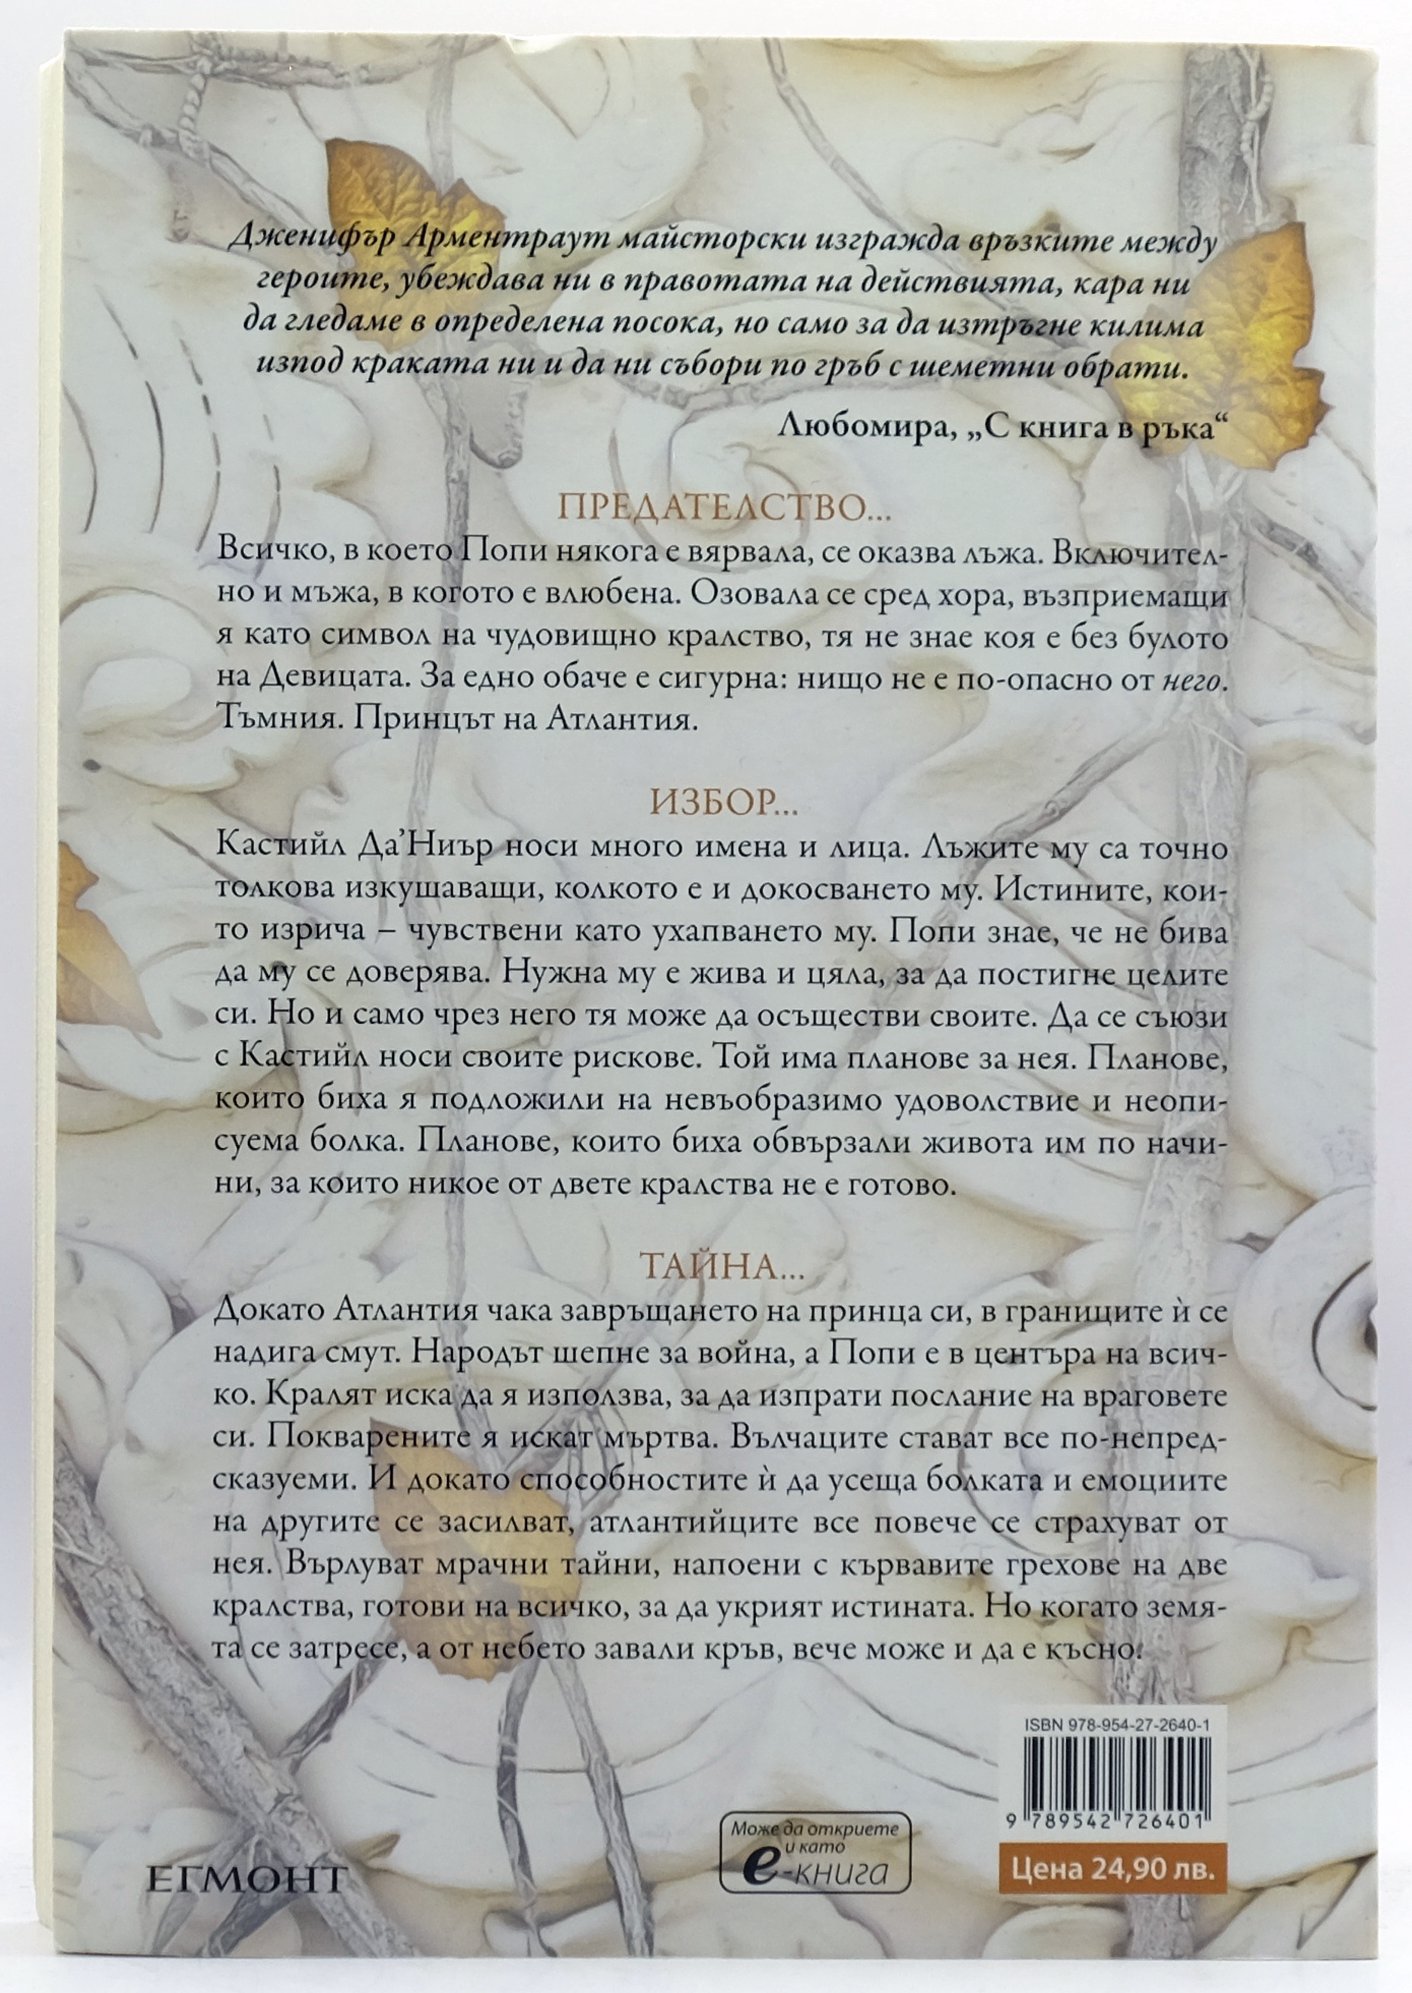 Дженифър Арментраут майсторски изгражда връзките между
героите, убеждава ни в правотата на действията, кара ни
да гледаме в определена посока, но само за да изтръгне килима
изпод краката ни и да ни събори по гръб с шеметни обрати.
Любомира, „С книга в ръка“
ПРЕДАТЕЛСТВО...
Всичко, в което Попи някога е вярвала, се оказва лъжа. Включител-
но и мъжа, в когото е влюбена. Озовала се сред хора, възприемащи
я като символ на чудовищно кралство, тя не знае коя е без булото
на Девицата. За едно обаче е сигурна: нищо не е по-опасно от него.
Тъмния. Принцът на Атлантия.
ИЗБОР...
Кастийл Да’Ниър носи много имена и лица. Лъжите му са точно
толкова изкушаващи, колкото е и докосването му. Истините, кои-
то изрича – чувствени като ухапването му. Попи знае, че не бива
да му се доверява. Нужна му е жива и цяла, за да постигне целите
си. Но и само чрез него тя може да осъществи своите. Да се съюзи
с Кастийл носи своите рискове. Той има планове за нея. Планове,
които биха я подложили на невъобразимо удоволствие и неопи-
суема болка. Планове, които биха обвързали живота им по начи-
ни, за които никое от двете кралства не е готово.
ТАЙНА...
Докато Атлантия чака завръщането на принца си, в границите ѝ се
надига смут. Народът шепне за война, а Попи е в центъра на всич-
ко. Кралят иска да я използва, за да изпрати послание на враговете
си. Покварените я искат мъртва. Вълчаците стават все по-непред-
сказуеми. И докато способностите ѝ да усеща болката и емоциите
на другите се засилват, атлантийците все повече се страхуват от
нея. Върлуват мрачни тайни, напоени с кървавите грехове на две
кралства, готови на всичко, за да укрият истината. Но когато земя-
та се затресе, а от небето завали кръв, вече може и да е късно.
ISBN 978-954-27-2640-1
9 789542 726401
Цена 24,90 лв.
Може да откриете
и като
е-книга
ЕГМОНТ